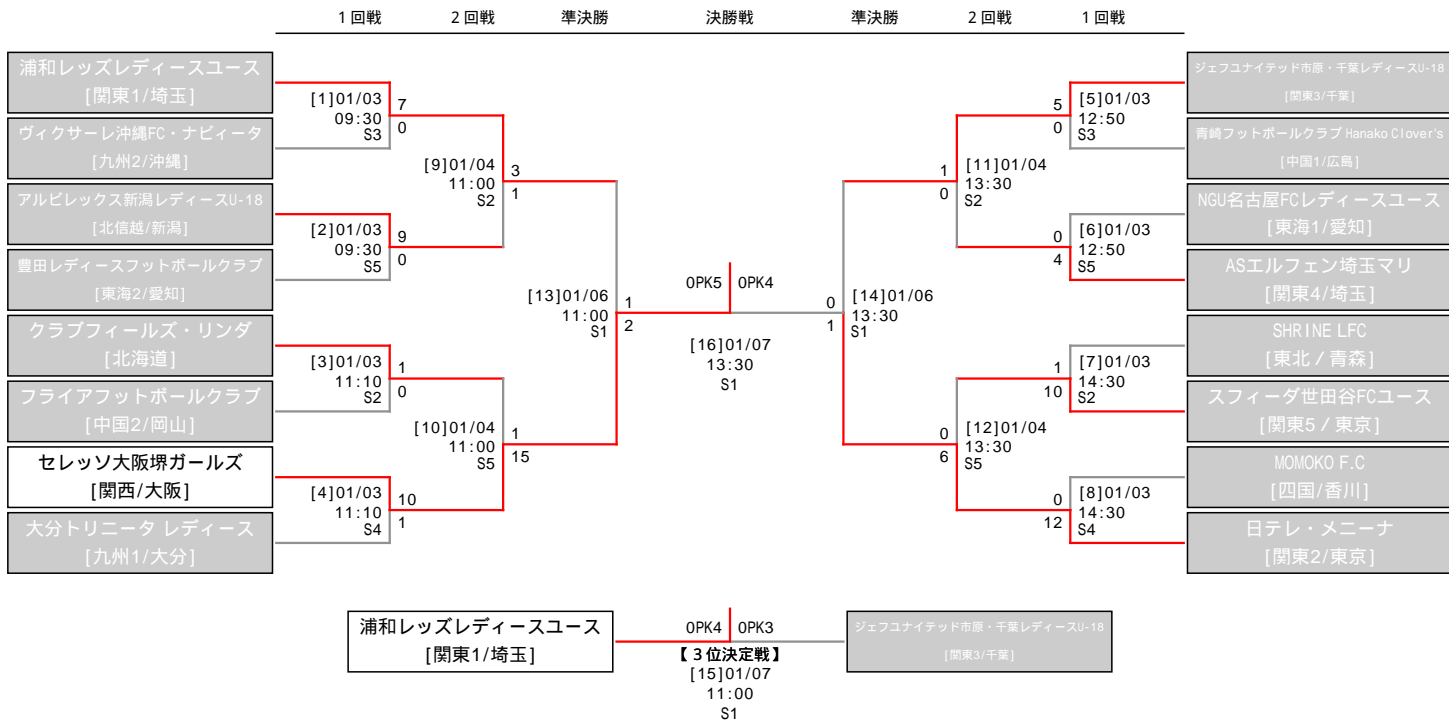 1回戦 2回戦 準決勝 決勝戦 準決勝 2回戦 1回戦
浦和レッズレディースユース
[関東1/埼玉]
ヴィクサーレ沖縄FC・ナビィータ
[九州2/沖縄]
アルビレックス新潟レディースU-18
[北信越/新潟]
豊田レディースフットボールクラブ
[東海2/愛知]
クラブフィールズ・リンダ
[北海道]
フライアフットボールクラブ
[中国2/岡山]
セレッソ大阪堺ガールズ
[関西/大阪]
大分トリニータ レディース
[九州1/大分]
[1]01/03 7
09:30 0
S3
[2]01/03 9
09:30 0
S5
[3]01/03 1
11:10 0
S2
[4]01/03 10
11:10 1
S4
[9]01/04 3
11:00 1
S2
[10]01/04 1
11:00 15
S5
[13]01/06 1
11:00 2
S1
0PK5 0PK4
[16]01/07
13:30
S1
0 [14]01/06
1 13:30
S1
1 [11]01/04
0 13:30
S2
0 [12]01/04
6 13:30
S5
5 [5]01/03
0 12:50
S3
0 [6]01/03
4 12:50
S5
1 [7]01/03
10 14:30
S2
0 [8]01/03
12 14:30
S4
ジェフユナイテッド市原・千葉レディースU-18
[関東3/千葉]
青崎フットボールクラブ Hanako Clover's
[中国1/広島]
NGU名古屋FCレディースユース
[東海1/愛知]
ASエルフェン埼玉マリ
[関東4/埼玉]
SHRINE LFC
[東北/青森]
スフィーダ世田谷FCユース
[関東5/東京]
MOMOKO F.C
[四国/香川]
日テレ・メニーナ
[関東2/東京]
浦和レッズレディースユース
[関東1/埼玉]
0PK4 0PK3
【3位決定戦】
[15]01/07
11:00
S1
ジェフユナイテッド市原・千葉レディースU-18
[関東3/千葉]